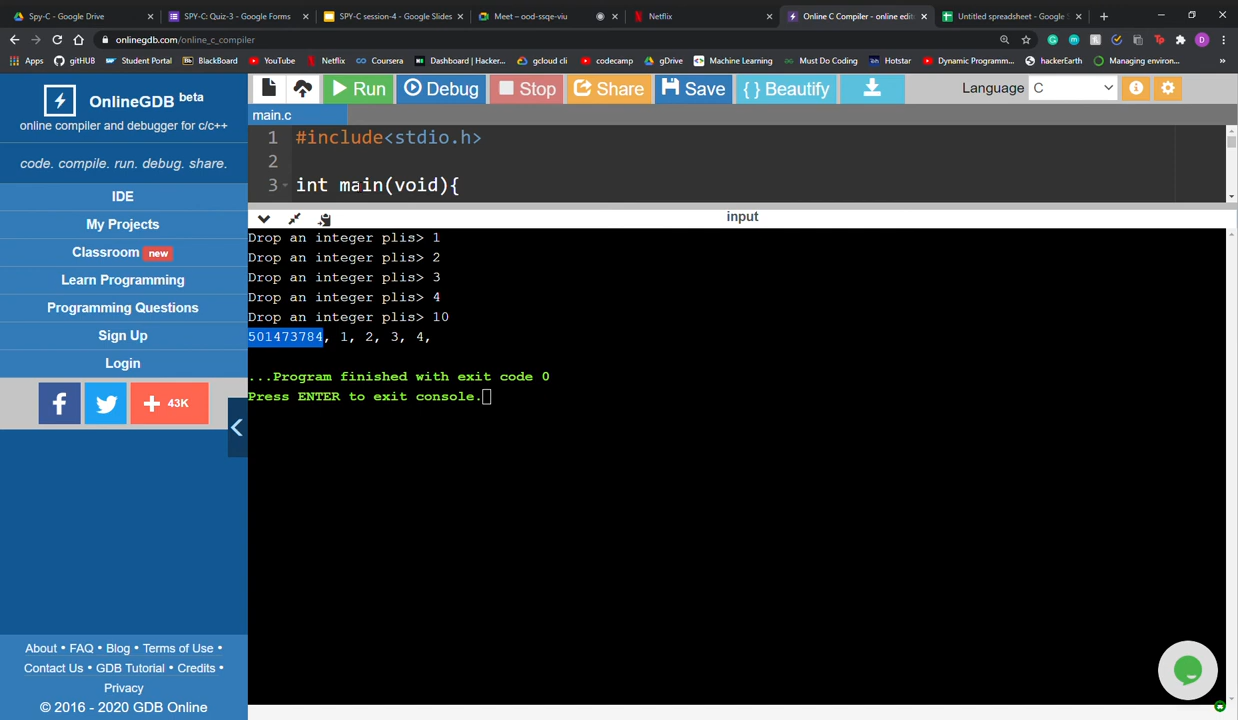 Spy-C - Google Drive
SPY-C: Quiz-3 - Google Forms
SPY-C session-4 - Google Slides
Meet – ood-ssqe-viu
Netflix
Online C Compiler - online edit
Untitled spreadsheet - Google
onlinegdb.com/online_c_compiler
Apps
gitHUB
Student Portal
BlackBoard
YouTube
Netflix
Coursera
Dashboard | Hacker...
gcloud cli
codecamp
gDrive
Machine Learning
Must Do Coding
Hotstar
Dynamic Programm...
hackerEarth
Managing environ...
OnlineGDB beta
online compiler and debugger for c/c++
code. compile. run. debug. share.
IDE
My Projects
Classroom new
Learn Programming
Programming Questions
Sign Up
Login
43K
About • FAQ • Blog • Terms of Use •
Contact Us • GDB Tutorial • Credits •
Privacy
© 2016 - 2020 GDB Online
Run
Debug
Stop
Share
Save
{ } Beautify
Language C
main.c
1 #include<stdio.h>
2
3 int main(void){
input
Drop an integer plis> 1
Drop an integer plis> 2
Drop an integer plis> 3
Drop an integer plis> 4
Drop an integer plis> 10
501473784, 1, 2, 3, 4,
...Program finished with exit code 0
Press ENTER to exit console.